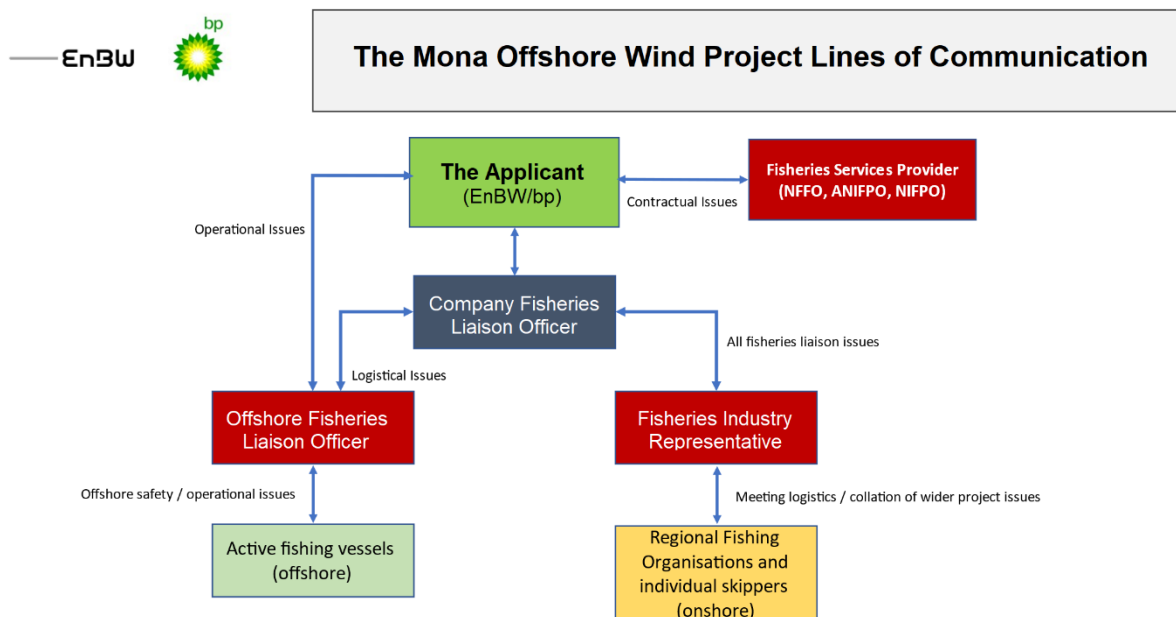 EnBW
bp
The Mona Offshore Wind Project Lines of Communication
The Applicant
(EnBW/bp)
Fisheries Services Provider
(NFFO, ANIFPO, NIFPO)
Contractual Issues
Operational Issues
Company Fisheries
Liaison Officer
All fisheries liaison issues
Logistical Issues
Offshore Fisheries
Liaison Officer
Fisheries Industry
Representative
Offshore safety / operational issues
Meeting logistics / collation of wider project issues
Active fishing vessels
(offshore)
Regional Fishing
Organisations and
individual skippers
(onshore)